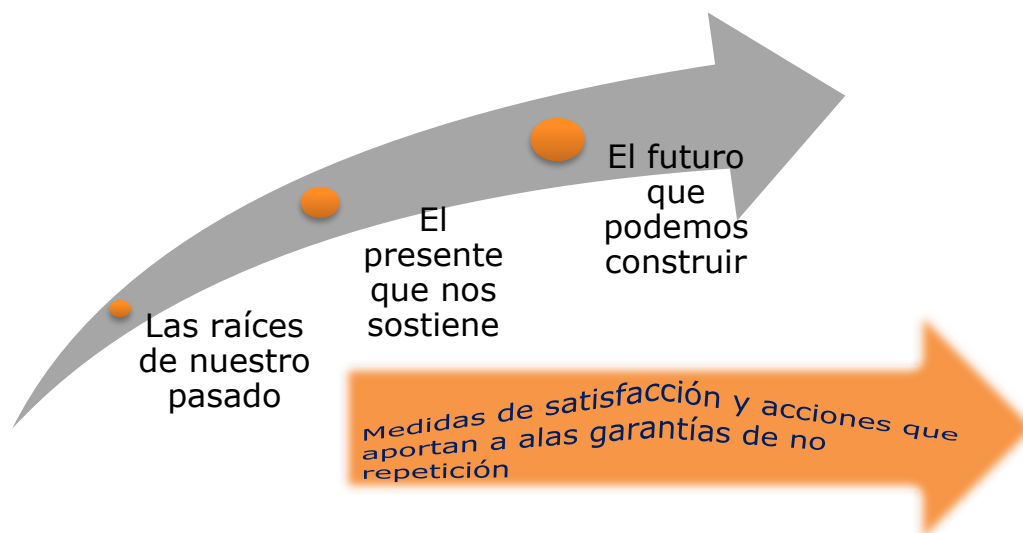 Las raíces
de nuestro
pasado
El
presente
que nos
sostiene
El futuro
que
podemos
construir
Medidas de satisfacción y acciones que
aportan a alas garantías de no
repetición